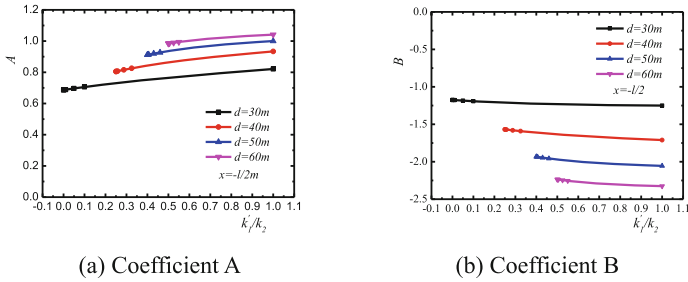 1.2
1.0
0.8
0.6
0.4
0.2
0.0
A
d=30m
d=40m
d=50m
d=60m
x=-l/2m
-0.1 0.0 0.1 0.2 0.3 0.4 0.5 0.6 0.7 0.8 0.9 1.0 1.1
k'₁/k₂
(a) Coefficient A
0.0
-0.5
-1.0
-1.5
-2.0
-2.5
B
d=30m
d=40m
d=50m
d=60m
x=-l/2
-0.1 0.0 0.1 0.2 0.3 0.4 0.5 0.6 0.7 0.8 0.9 1.0 1.1
k'₁/k₂
(b) Coefficient B